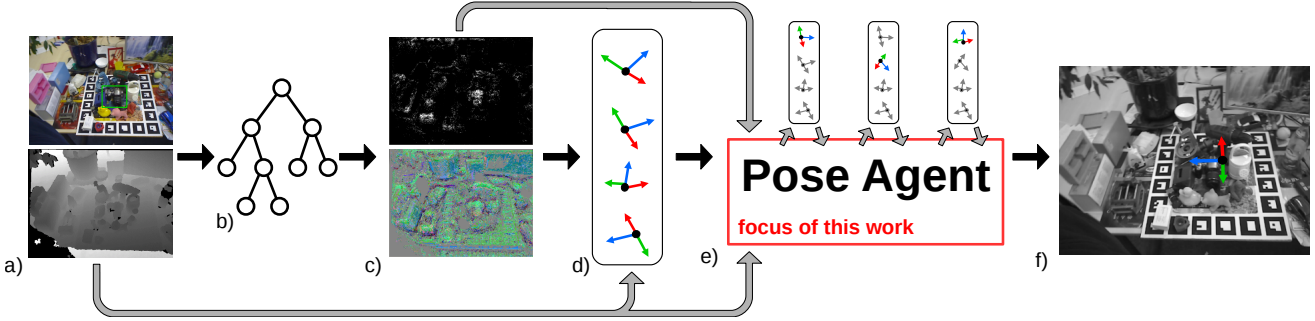 a)
b)
c)
d)
e)
Pose Agent
focus of this work
f)